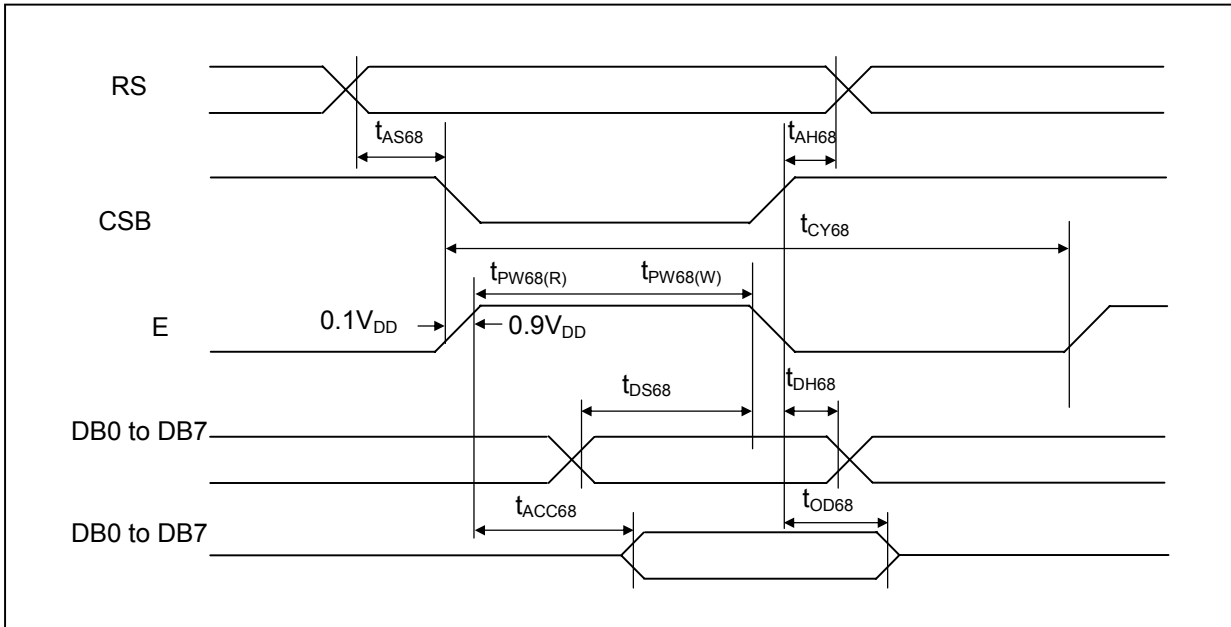 RS
tAS68
tAH68
CSB
tCY68
tPW68(R)
tPW68(W)
E
0.1VDD
0.9VDD
tDS68
tDH68
DB0 to DB7
tACC68
tOD68
DB0 to DB7